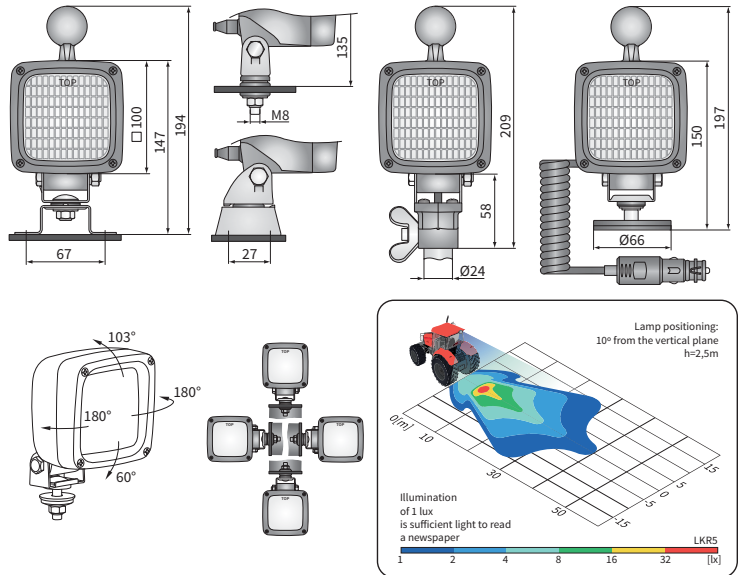 TOP
□100
147
194
67
135
M8
27
TOP
209
58
Ø24
TOP
150
197
Ø66
103°
180°
180°
60°
TOP
TOP
TOP
TOP
Lamp positioning:
10º from the vertical plane
h=2,5m
0[m]
10
30
50
15
5
0
-5
-15
Illumination
of 1 lux
is sufficient light to read
a newspaper
LKR5
1 2 4 8 16 32 [lx]